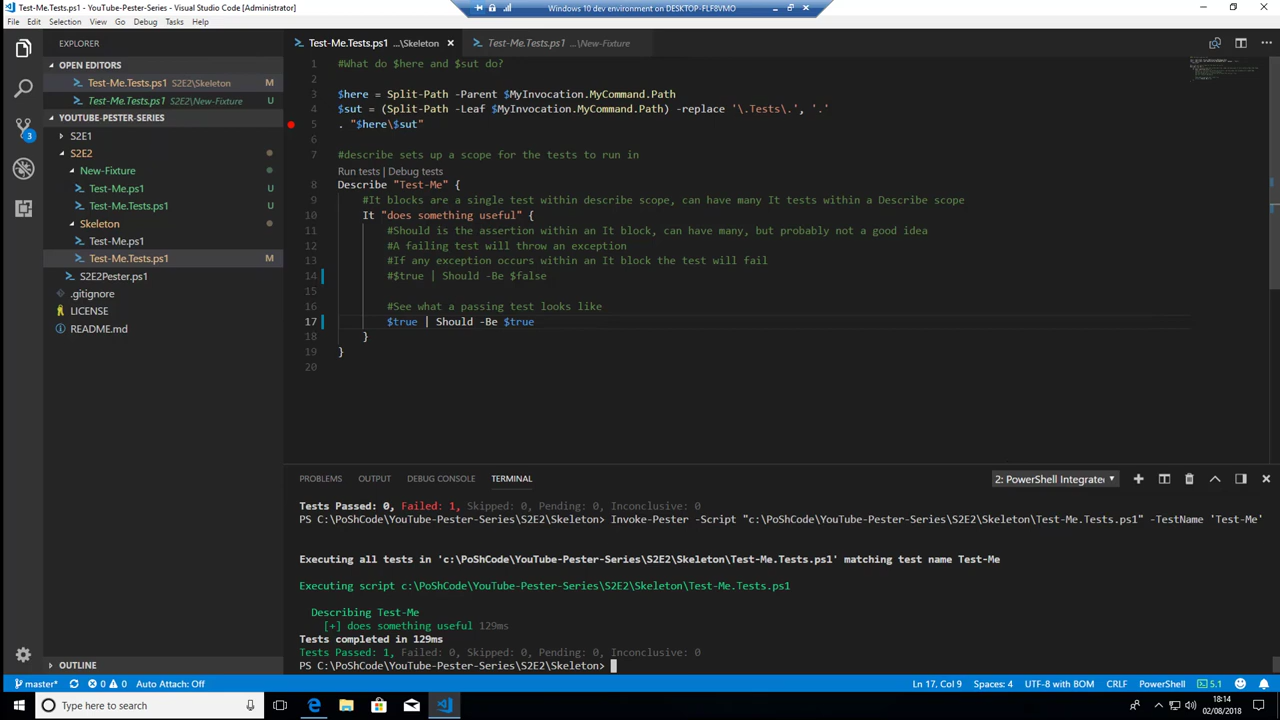 Test-Me.Tests.ps1 - YouTube-Pester-Series - Visual Studio Code [Administrator]
Windows 10 dev environment on DESKTOP-FLF8VMO
File Edit Selection View Go Debug Tasks Help
EXPLORER
OPEN EDITORS
Test-Me.Tests.ps1 S2E2\Skeleton M
Test-Me.Tests.ps1 S2E2\New-Fixture U
YOUTUBE-PESTER-SERIES
S2E1
S2E2
New-Fixture
Test-Me.ps1 U
Test-Me.Tests.ps1 U
Skeleton
Test-Me.ps1
Test-Me.Tests.ps1 M
S2E2Pester.ps1
.gitignore
LICENSE
README.md
OUTLINE
3
Test-Me.Tests.ps1 ...\Skeleton
Test-Me.Tests.ps1 ...\New-Fixture
1 #What do $here and $sut do?
2
3 $here = Split-Path -Parent $MyInvocation.MyCommand.Path
4 $sut = (Split-Path -Leaf $MyInvocation.MyCommand.Path) -replace '\.Tests\.', '.'
5 . "$here\$sut"
6
7 #describe sets up a scope for the tests to run in
Run tests | Debug tests
8 Describe "Test-Me" {
9 #It blocks are a single test within describe scope, can have many It tests within a Describe scope
10 It "does something useful" {
11 #Should is the assertion within an It block, can have many, but probably not a good idea
12 #A failing test will throw an exception
13 #If any exception occurs within an It block the test will fail
14 #$true | Should -Be $false
15
16 #See what a passing test looks like
17 $true | Should -Be $true
18 }
19 }
20
PROBLEMS OUTPUT DEBUG CONSOLE TERMINAL
2: PowerShell Integrate
Tests Passed: 0, Failed: 1, Skipped: 0, Pending: 0, Inconclusive: 0
PS C:\PoShCode\YouTube-Pester-Series\S2E2\Skeleton> Invoke-Pester -Script "c:\PoShCode\YouTube-Pester-Series\S2E2\Skeleton\Test-Me.Tests.ps1" -TestName 'Test-Me'
Executing all tests in 'c:\PoShCode\YouTube-Pester-Series\S2E2\Skeleton\Test-Me.Tests.ps1' matching test name Test-Me
Executing script c:\PoShCode\YouTube-Pester-Series\S2E2\Skeleton\Test-Me.Tests.ps1
Describing Test-Me
[+] does something useful 129ms
Tests completed in 129ms
Tests Passed: 1, Failed: 0, Skipped: 0, Pending: 0, Inconclusive: 0
PS C:\PoShCode\YouTube-Pester-Series\S2E2\Skeleton>
master* 0 0 Auto Attach: Off
Ln 17, Col 9 Spaces: 4 UTF-8 with BOM CRLF PowerShell 5.1
Type here to search
18:14
02/08/2018